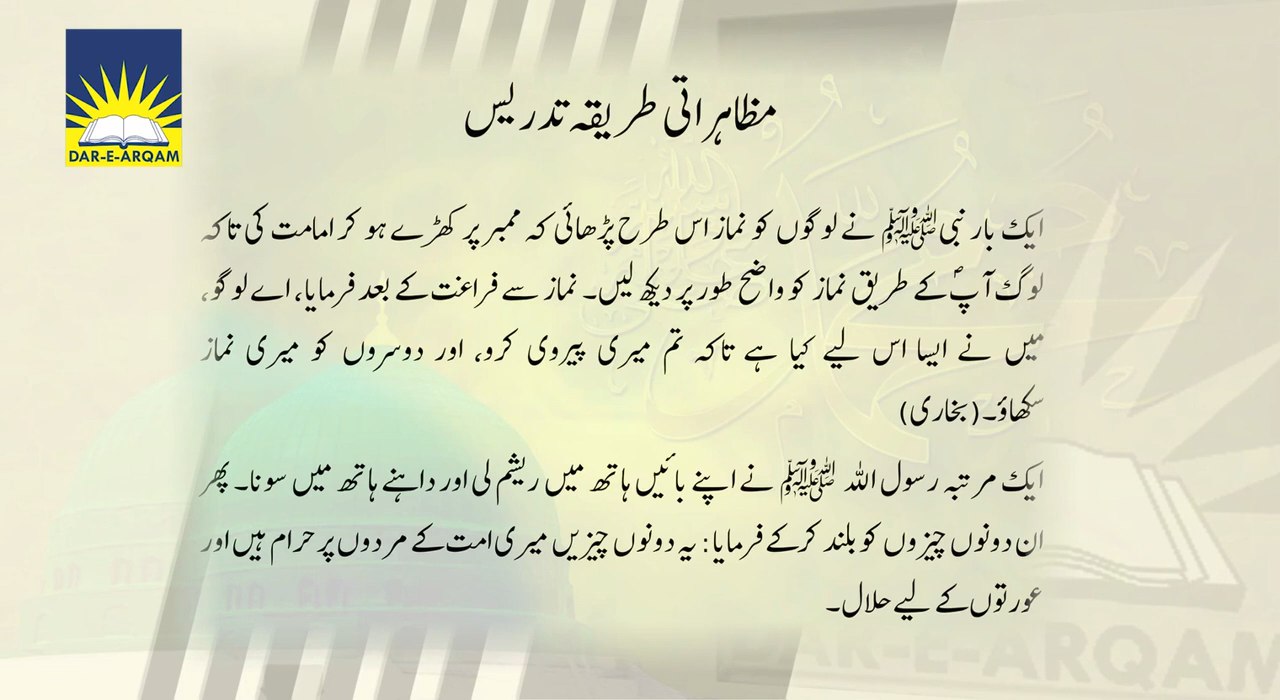 DAR-E-ARQAM
مظاہراتی طریقہ تدریس
ایک بار نبی ﷺ نے لوگوں کو نماز اس طرح پڑھائی کہ ممبر پر کھڑے ہو کر امامت کی تاکہ
لوگ آپؐ کے طریق نماز کو واضح طور پر دیکھ لیں۔ نماز سے فراغت کے بعد فرمایا، اے لوگو،
میں نے ایسا اس لیے کیا ہے تاکہ تم میری پیروی کرو، اور دوسروں کو میری نماز
سکھاؤ۔ (بخاری)
ایک مرتبہ رسول اللہ ﷺ نے اپنے بائیں ہاتھ میں ریشم لی اور داہنے ہاتھ میں سونا۔ پھر
ان دونوں چیزوں کو بلند کرکے فرمایا: یہ دونوں چیزیں میری امت کے مردوں پر حرام ہیں اور
عورتوں کے لیے حلال۔
DAR-E-ARQAM